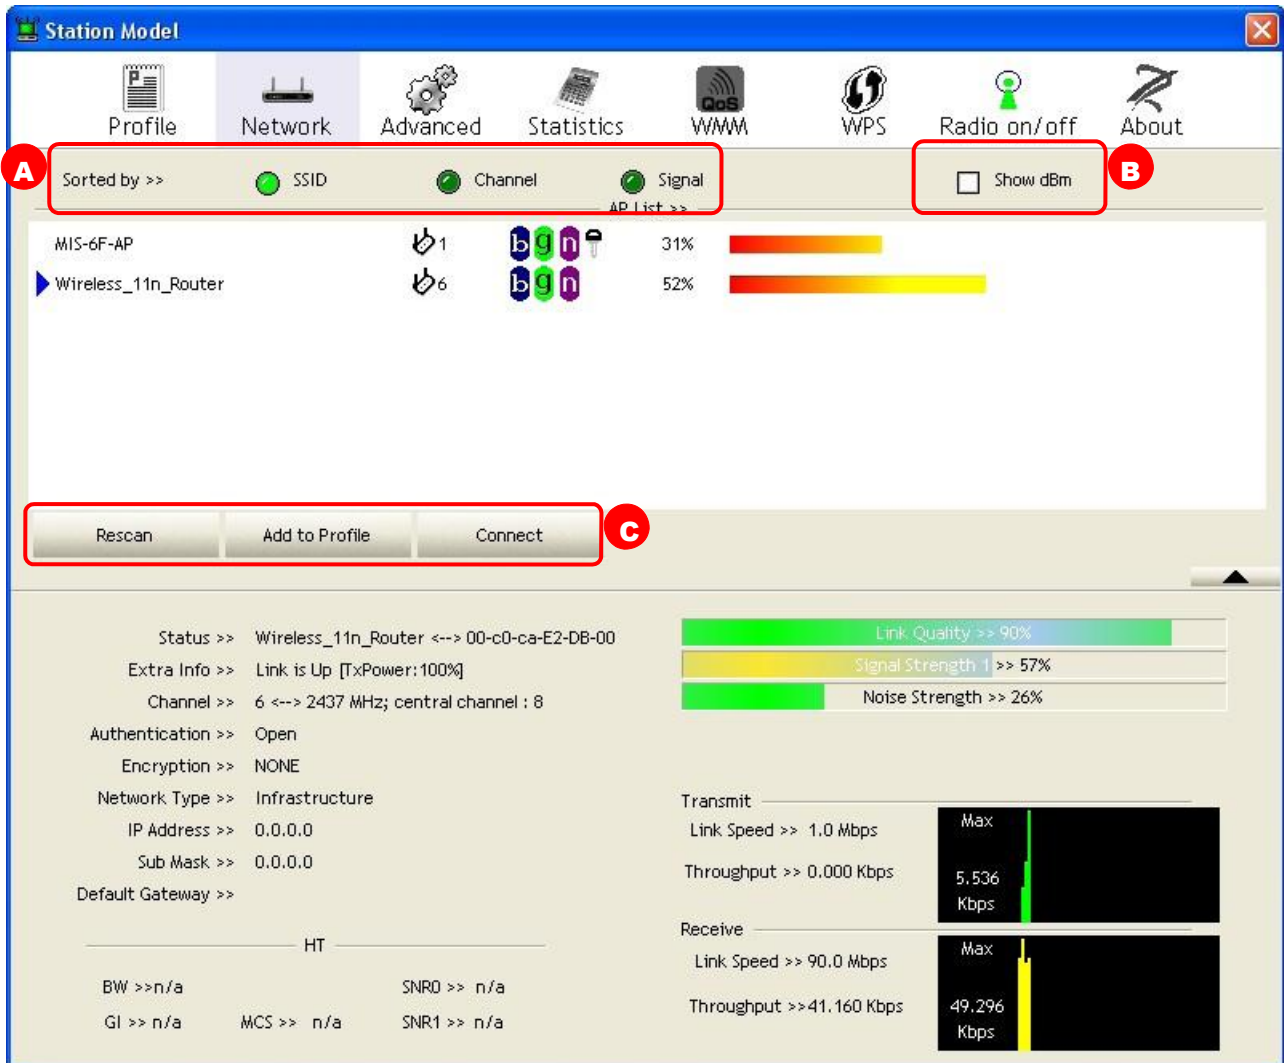 Station Model
Profile Network Advanced Statistics QoS WMM WPS Radio on/off About
A Sorted by >> SSID Channel Signal Show dBm B
AP List >>
MIS-6F-AP 1 b g n 31%
Wireless_11n_Router 6 b g n 52%
Rescan Add to Profile Connect C
Status >> Wireless_11n_Router <--> 00-c0-ca-E2-DB-00
Extra Info >> Link is Up [TxPower:100%]
Channel >> 6 <--> 2437 MHz; central channel : 8
Authentication >> Open
Encryption >> NONE
Network Type >> Infrastructure
IP Address >> 0.0.0.0
Sub Mask >> 0.0.0.0
Default Gateway >>
HT
BW >>n/a SNR0 >> n/a
GI >> n/a MCS >> n/a SNR1 >> n/a
Link Quality >> 90%
Signal Strength 1 >> 57%
Noise Strength >> 26%
Transmit
Link Speed >> 1.0 Mbps
Throughput >> 0.000 Kbps
Max
5.536
Kbps
Receive
Link Speed >> 90.0 Mbps
Throughput >>41.160 Kbps
Max
49.296
Kbps